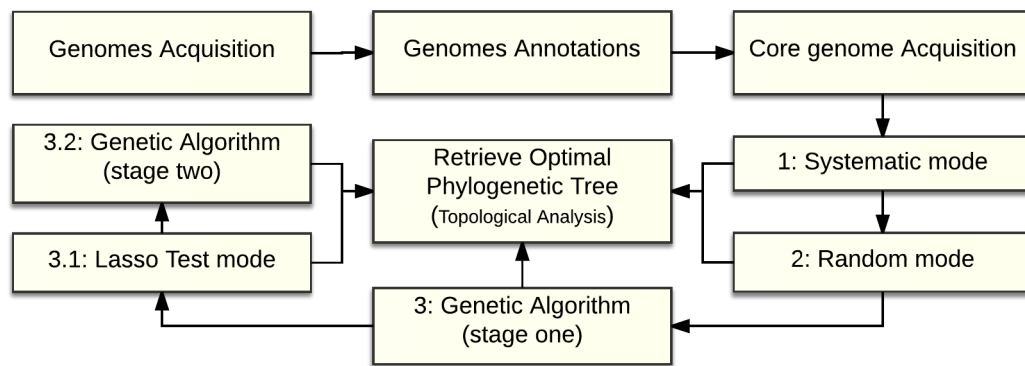 Genomes Acquisition
Genomes Annotations
Core genome Acquisition
3.2: Genetic Algorithm
(stage two)
Retrieve Optimal
Phylogenetic Tree
(Topological Analysis)
1: Systematic mode
3.1: Lasso Test mode
2: Random mode
3: Genetic Algorithm
(stage one)